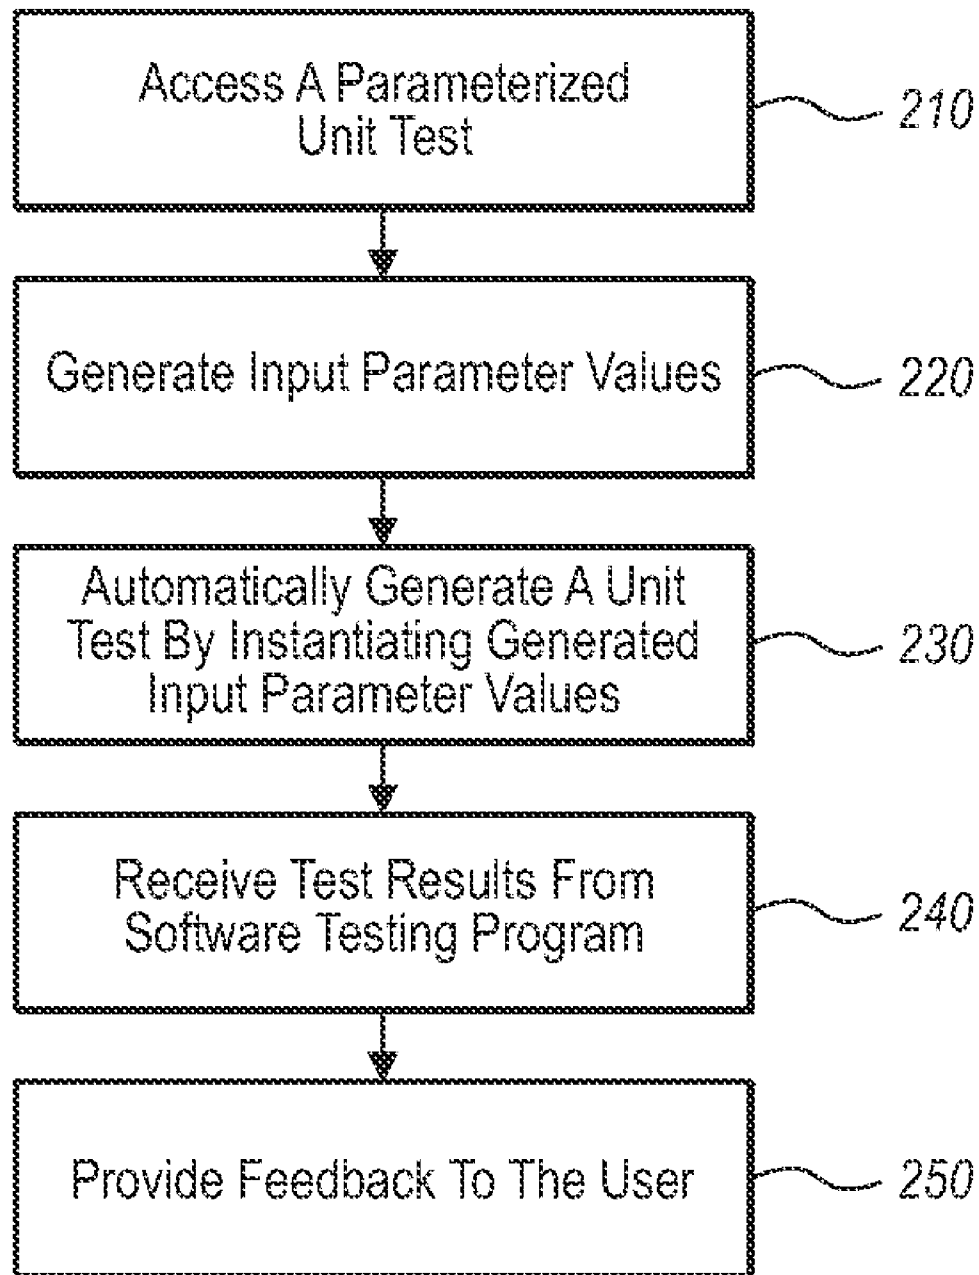 Access A Parameterized
Unit Test
210
Generate Input Parameter Values
220
Automatically Generate A Unit
Test By Instantiating Generated
Input Parameter Values
230
Receive Test Results From
Software Testing Program
240
Provide Feedback To The User
250